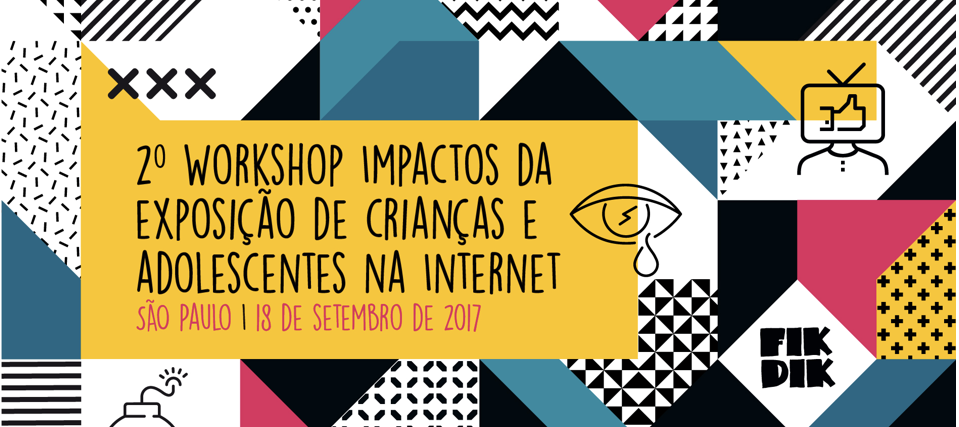 2º WORKSHOP IMPACTOS DA
EXPOSIÇÃO DE CRIANÇAS E
ADOLESCENTES NA INTERNET
SÃO PAULO | 18 DE SETEMBRO DE 2017
FIK
DIK